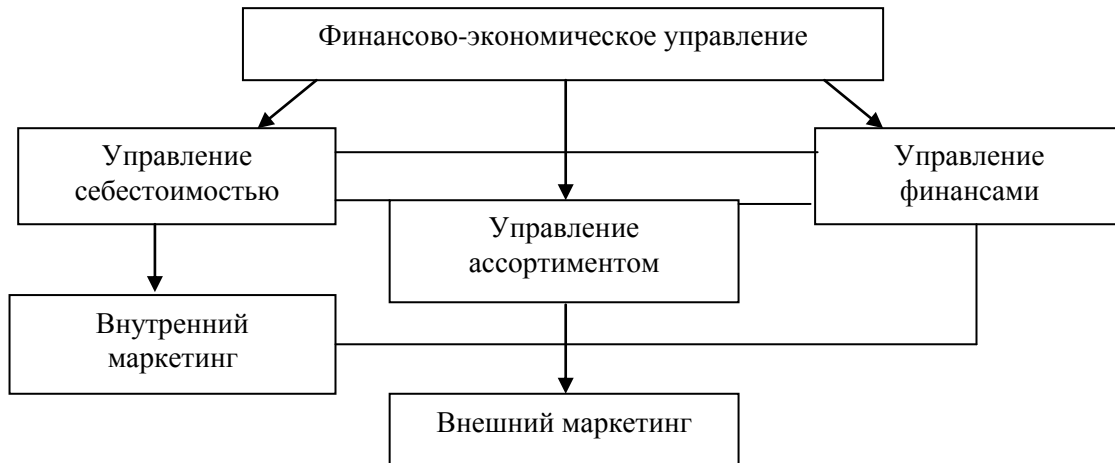 Финансово-экономическое управление
Управление
себестоимостью
Управление
финансами
Управление
ассортиментом
Внутренний
маркетинг
Внешний маркетинг